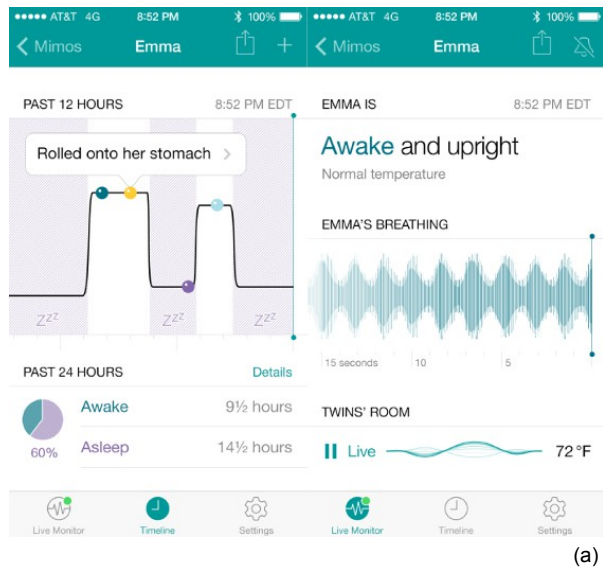 AT&T 4G 8:52 PM 100%
Mimos Emma
PAST 12 HOURS 8:52 PM EDT
Rolled onto her stomach
zzz zzz zzz
PAST 24 HOURS Details
Awake 9½ hours
60% Asleep 14½ hours
Live Monitor Timeline Settings
AT&T 4G 8:52 PM 100%
Mimos Emma
EMMA IS 8:52 PM EDT
Awake and upright
Normal temperature
EMMA'S BREATHING
15 seconds 10 5
TWINS' ROOM
Live 72 °F
Live Monitor Timeline Settings
(a)